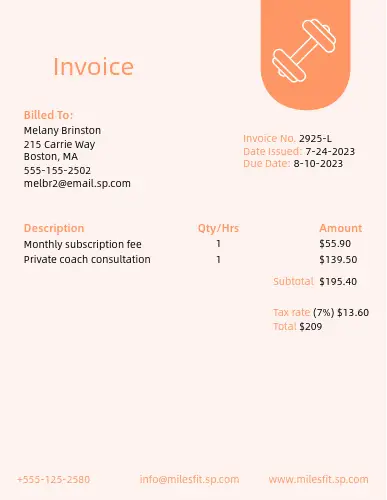 Invoice
Billed To:
Melany Brinston
215 Carrie Way
Boston, MA
555-155-2502
melbr2@email.sp.com
Invoice No. 2925-L
Date Issued: 7-24-2023
Due Date: 8-10-2023
Description Qty/Hrs Amount
Monthly subscription fee 1 $55.90
Private coach consultation 1 $139.50
Subtotal $195.40
Tax rate (7%) $13.60
Total $209
+555-125-2580 info@milesfit.sp.com www.milesfit.sp.com